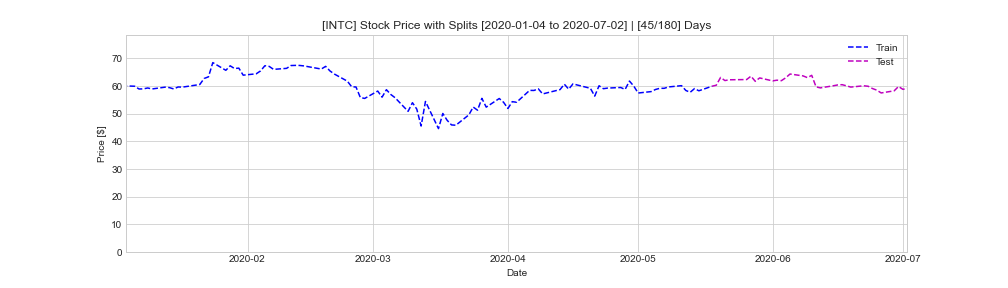 [INTC] Stock Price with Splits [2020-01-04 to 2020-07-02] | [45/180] Days
Train
Test
Price [$]
70
60
50
40
30
20
10
0
2020-02 2020-03 2020-04 2020-05 2020-06 2020-07
Date